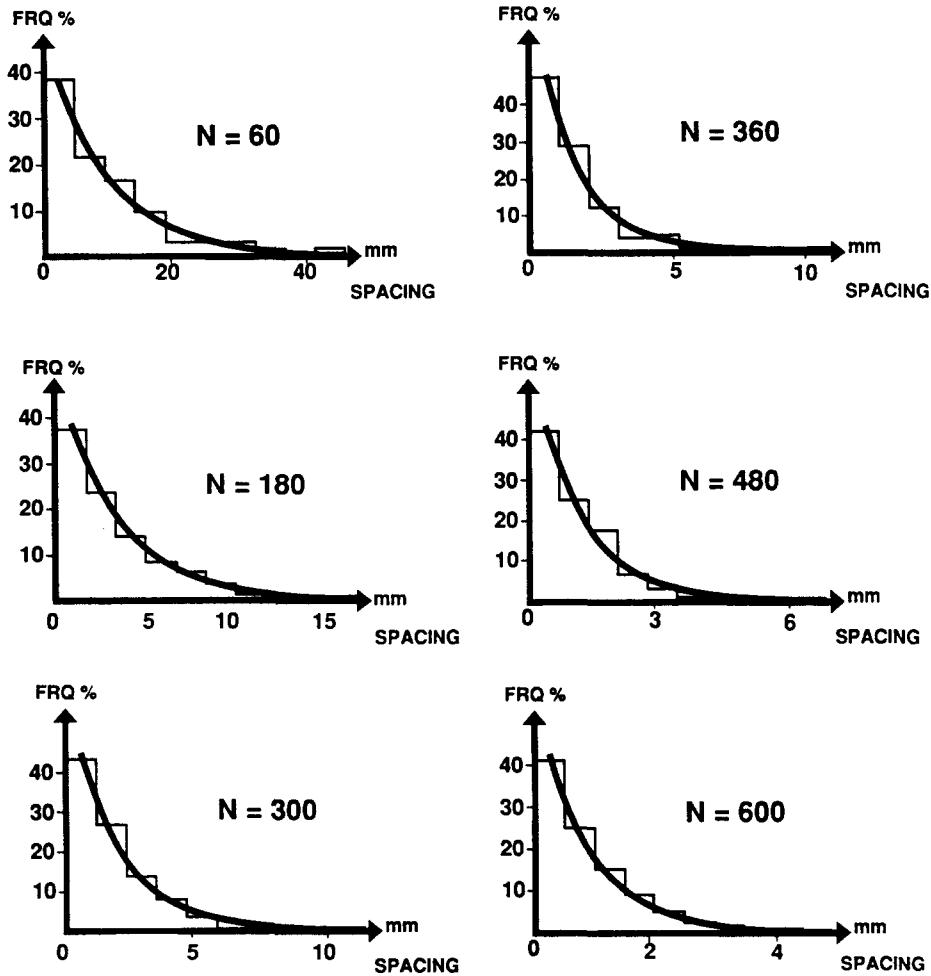 FRQ %
40
30
20
10
N = 60
0 20 40
mm
SPACING
FRQ %
40
30
20
10
N = 360
0 5 10
mm
SPACING
FRQ %
40
30
20
10
N = 180
0 5 10 15
mm
SPACING
FRQ %
40
30
20
10
N = 480
0 3 6
mm
SPACING
FRQ %
40
30
20
10
N = 300
0 5 10
mm
SPACING
FRQ %
40
30
20
10
N = 600
0 2 4
mm
SPACING